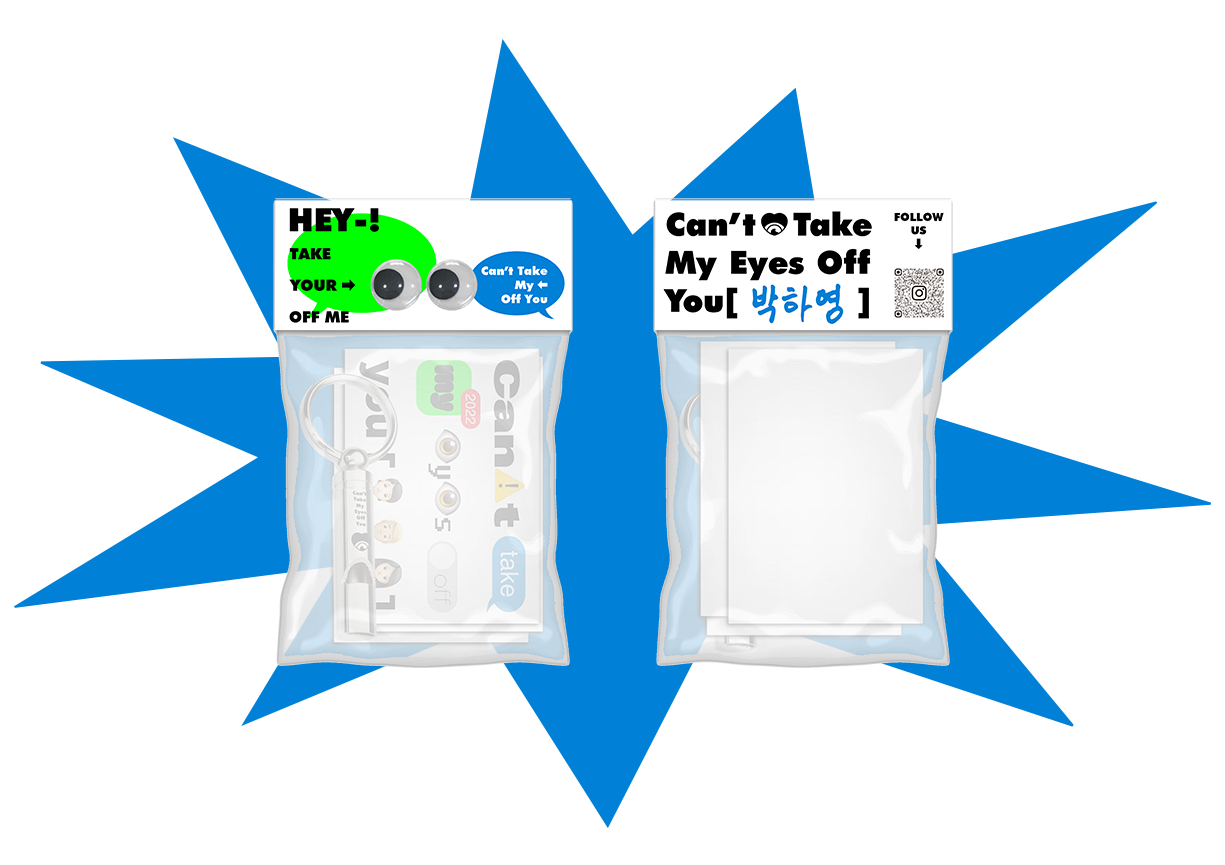 HEY-!
TAKE
YOUR ➡
OFF ME
Can't Take
My ⬅
Off You
Can't Take
My Eyes Off
You[ 박하영 ]
FOLLOW
US
⬇
can⚠t take
my 2022 👁y👁s off
you [
]
Can't
Take
My
Eyes
Off
You